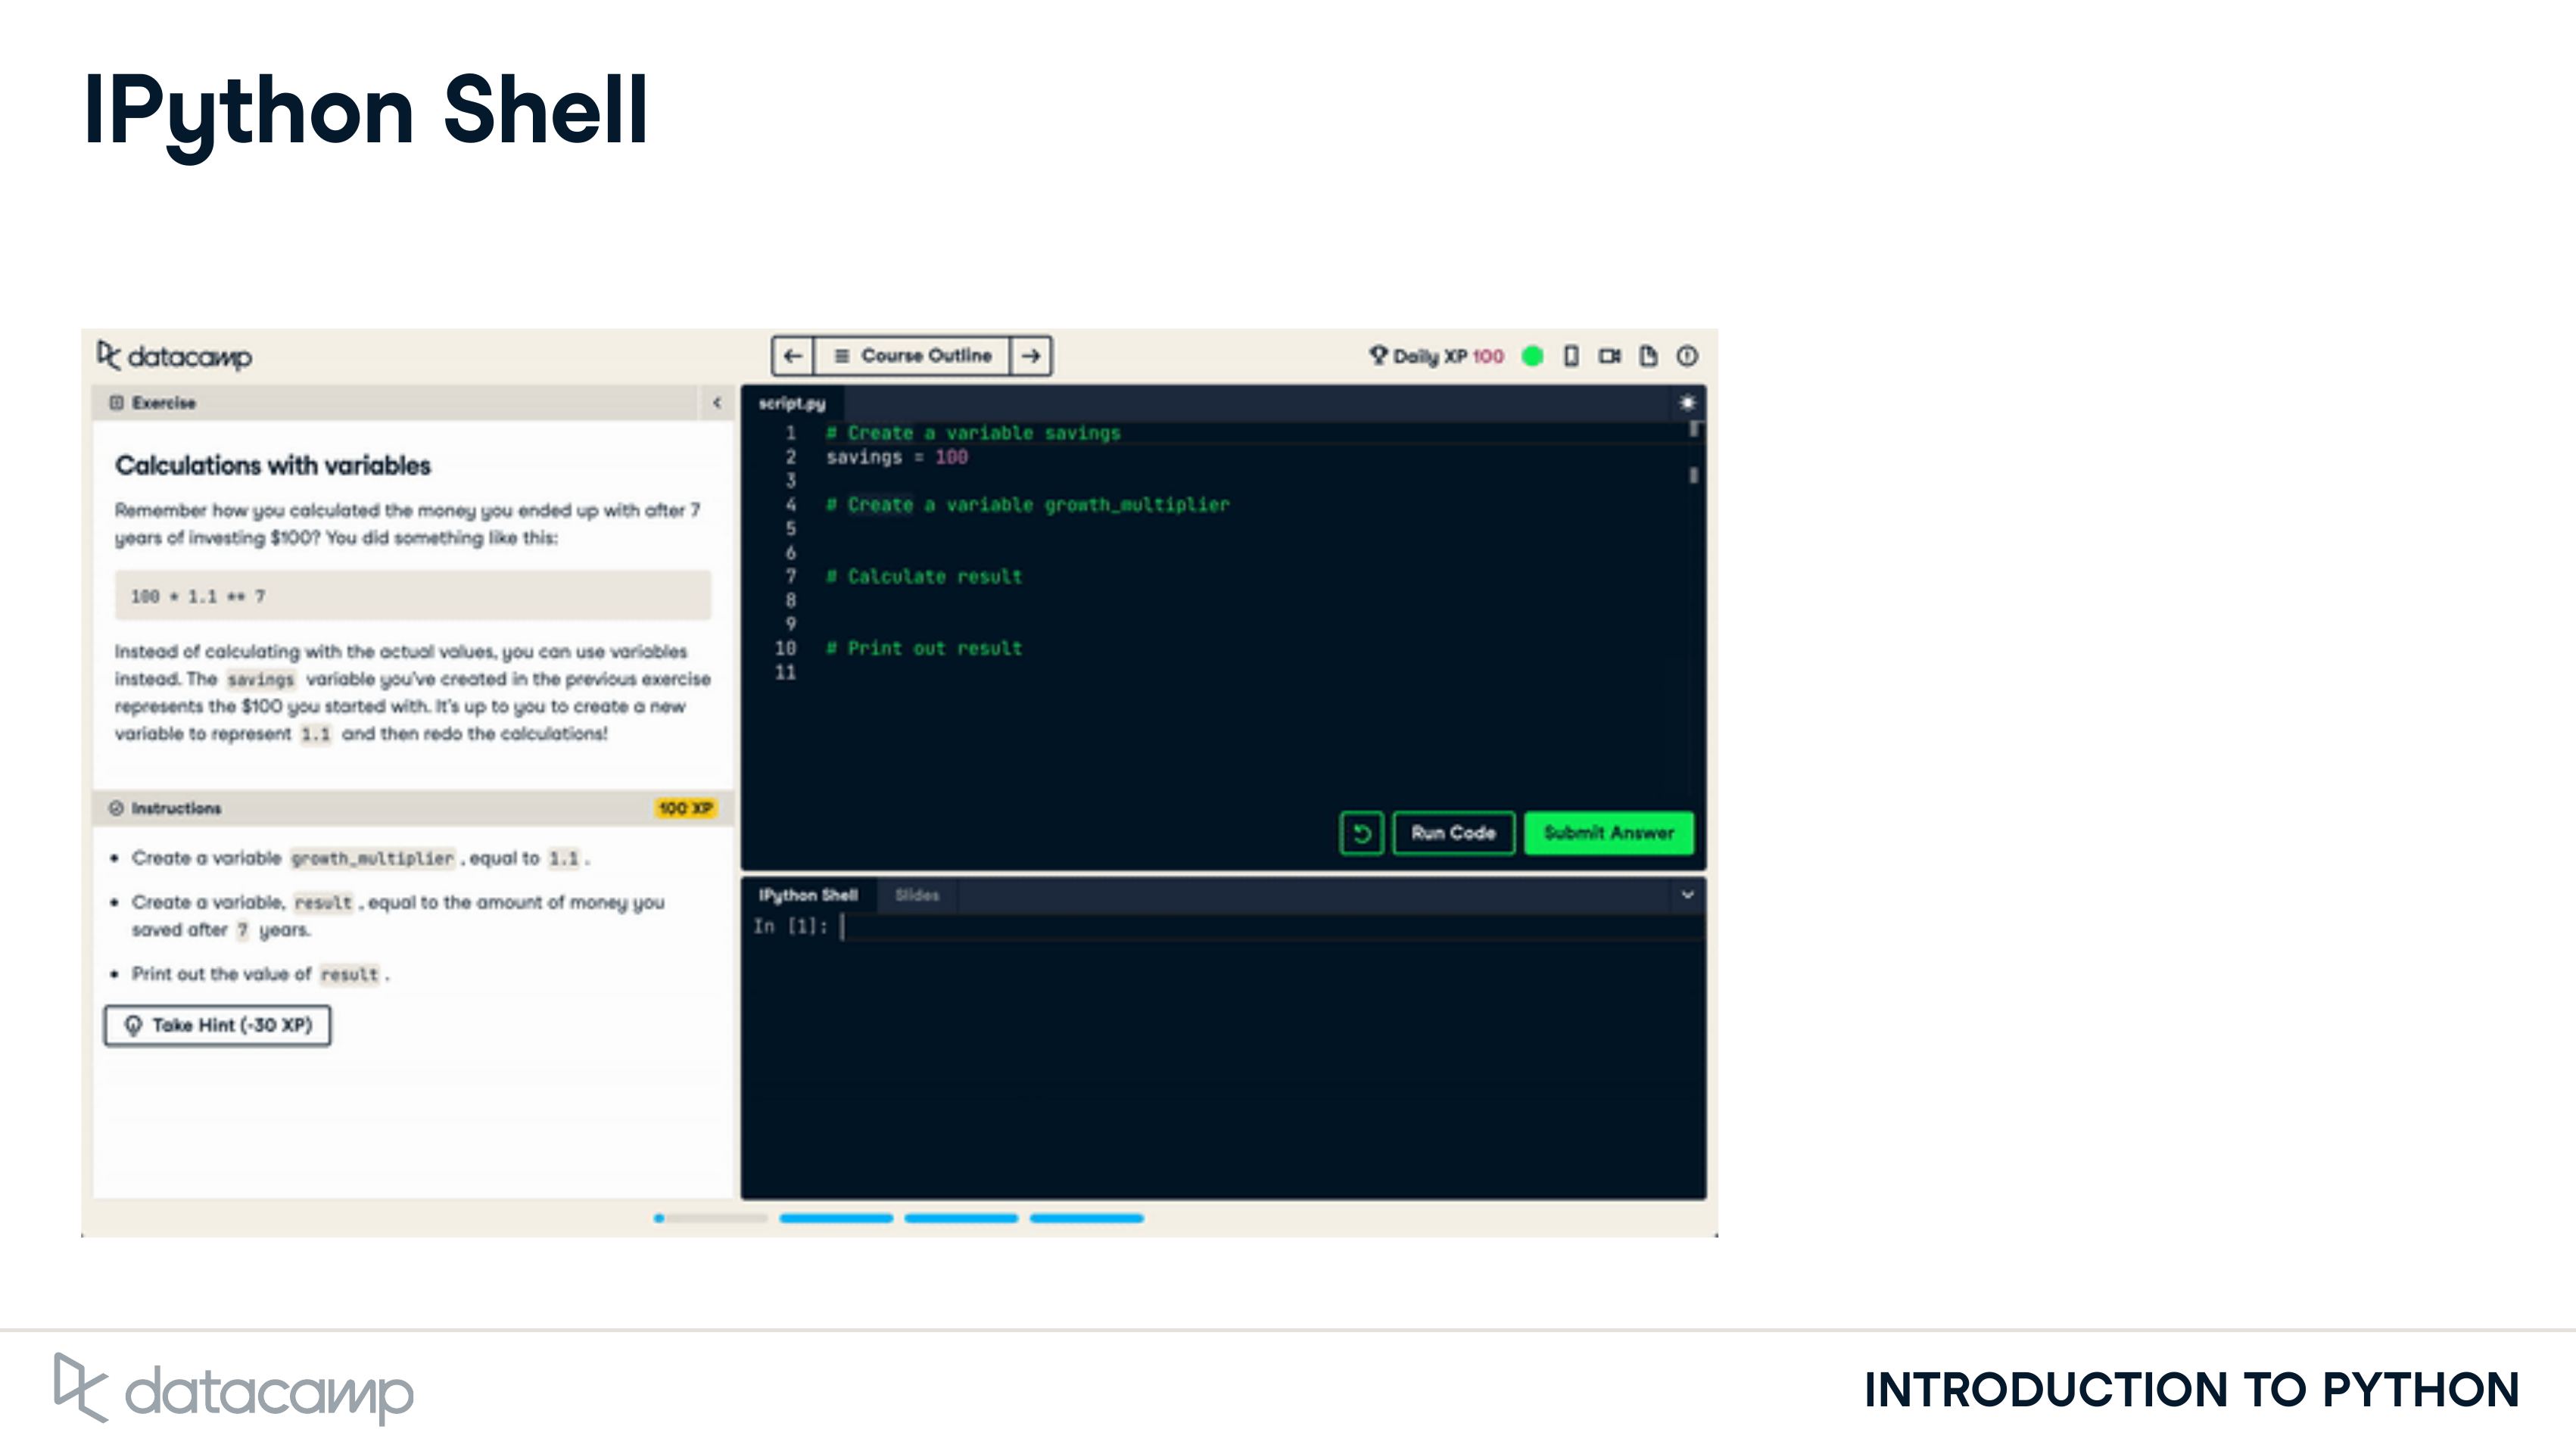 IPython Shell
datacamp
Course Outline
Daily XP 100
Exercise
Calculations with variables
Remember how you calculated the money you ended up with after 7
years of investing $100? You did something like this:
100 * 1.1 ** 7
Instead of calculating with the actual values, you can use variables
instead. The savings variable you've created in the previous exercise
represents the $100 you started with. It's up to you to create a new
variable to represent 1.1 and then redo the calculations!
Instructions
100 XP
Create a variable growth_multiplier, equal to 1.1.
Create a variable, result, equal to the amount of money you
saved after 7 years.
Print out the value of result.
Take Hint (-30 XP)
script.py
1 # Create a variable savings
2 savings = 100
3
4 # Create a variable growth_multiplier
5
6
7 # Calculate result
8
9
10 # Print out result
11
Run Code
Submit Answer
IPython Shell
Slides
In [1]:
datacamp
INTRODUCTION TO PYTHON